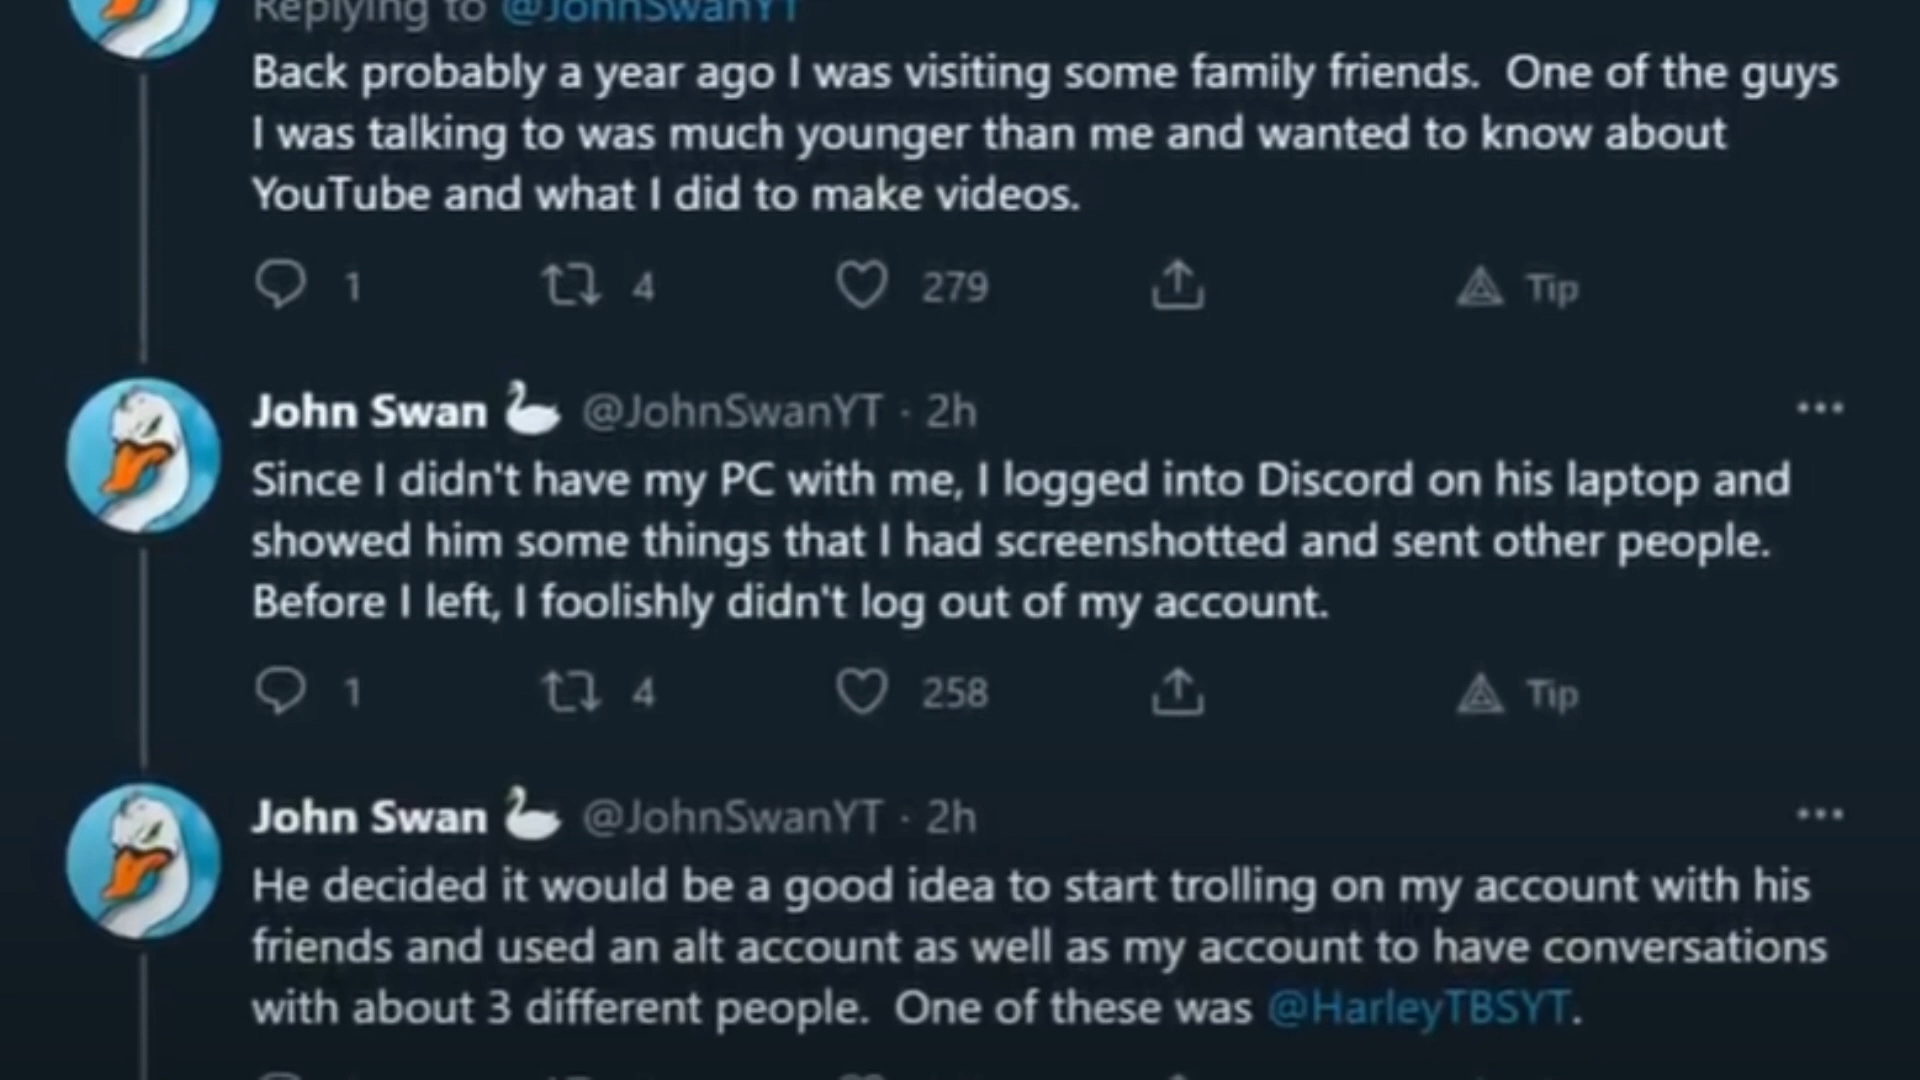 Replying to @JohnSwanYT
Back probably a year ago I was visiting some family friends.  One of the guys
I was talking to was much younger than me and wanted to know about
YouTube and what I did to make videos.
1 4 279 Tip
John Swan 🦢 @JohnSwanYT · 2h
Since I didn't have my PC with me, I logged into Discord on his laptop and
showed him some things that I had screenshotted and sent other people.
Before I left, I foolishly didn't log out of my account.
1 4 258 Tip
John Swan 🦢 @JohnSwanYT · 2h
He decided it would be a good idea to start trolling on my account with his
friends and used an alt account as well as my account to have conversations
with about 3 different people.  One of these was @HarleyTBSYT.